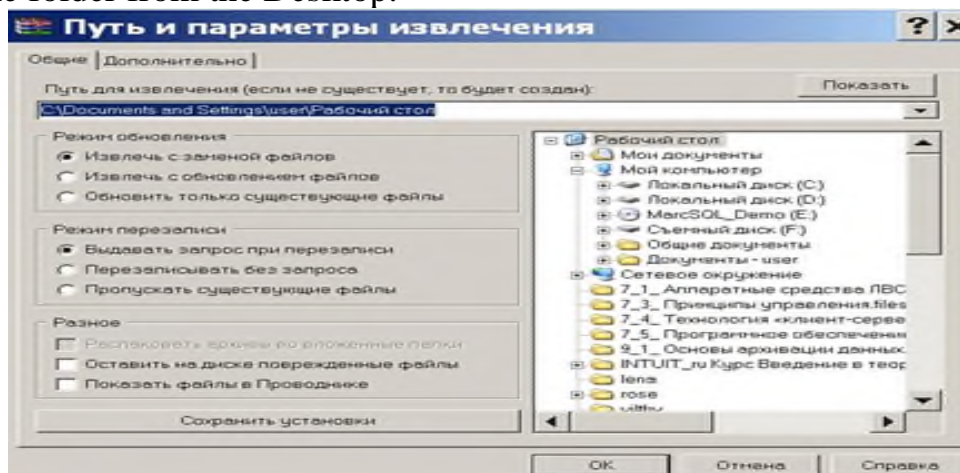 folder from the Desktop.
Путь и параметры извлечения
Общие Дополнительно
Путь для извлечения (если не существует, то будет создан):
Показать
C:\Documents and Settings\user\Рабочий стол
Режим обновления
Извлечь с заменой файлов
Извлечь с обновлением файлов
Обновить только существующие файлы
Режим перезаписи
Выдавать запрос при перезаписи
Перезаписывать без запроса
Пропускать существующие файлы
Разное
Распаковать архивы во вложенные папки
Оставить на диске поврежденные файлы
Показать файлы в Проводнике
Сохранить установки
Рабочий стол
Мои документы
Мой компьютер
Локальный диск (C:)
Локальный диск (D:)
MarcSQL_Demo (E:)
Съемный диск (F:)
Общие документы
Документы - user
Сетевое окружение
7_1_ Аппаратные средства ЛВС
7_3_ Принципы управления.files
7_4_ Технология «клиент-серве
7_5_ Программное обеспечени
9_1_ Основы архивации данных.
INTUIT_ru Курс Введение в теор
lena
rose
OK Отмена Справка